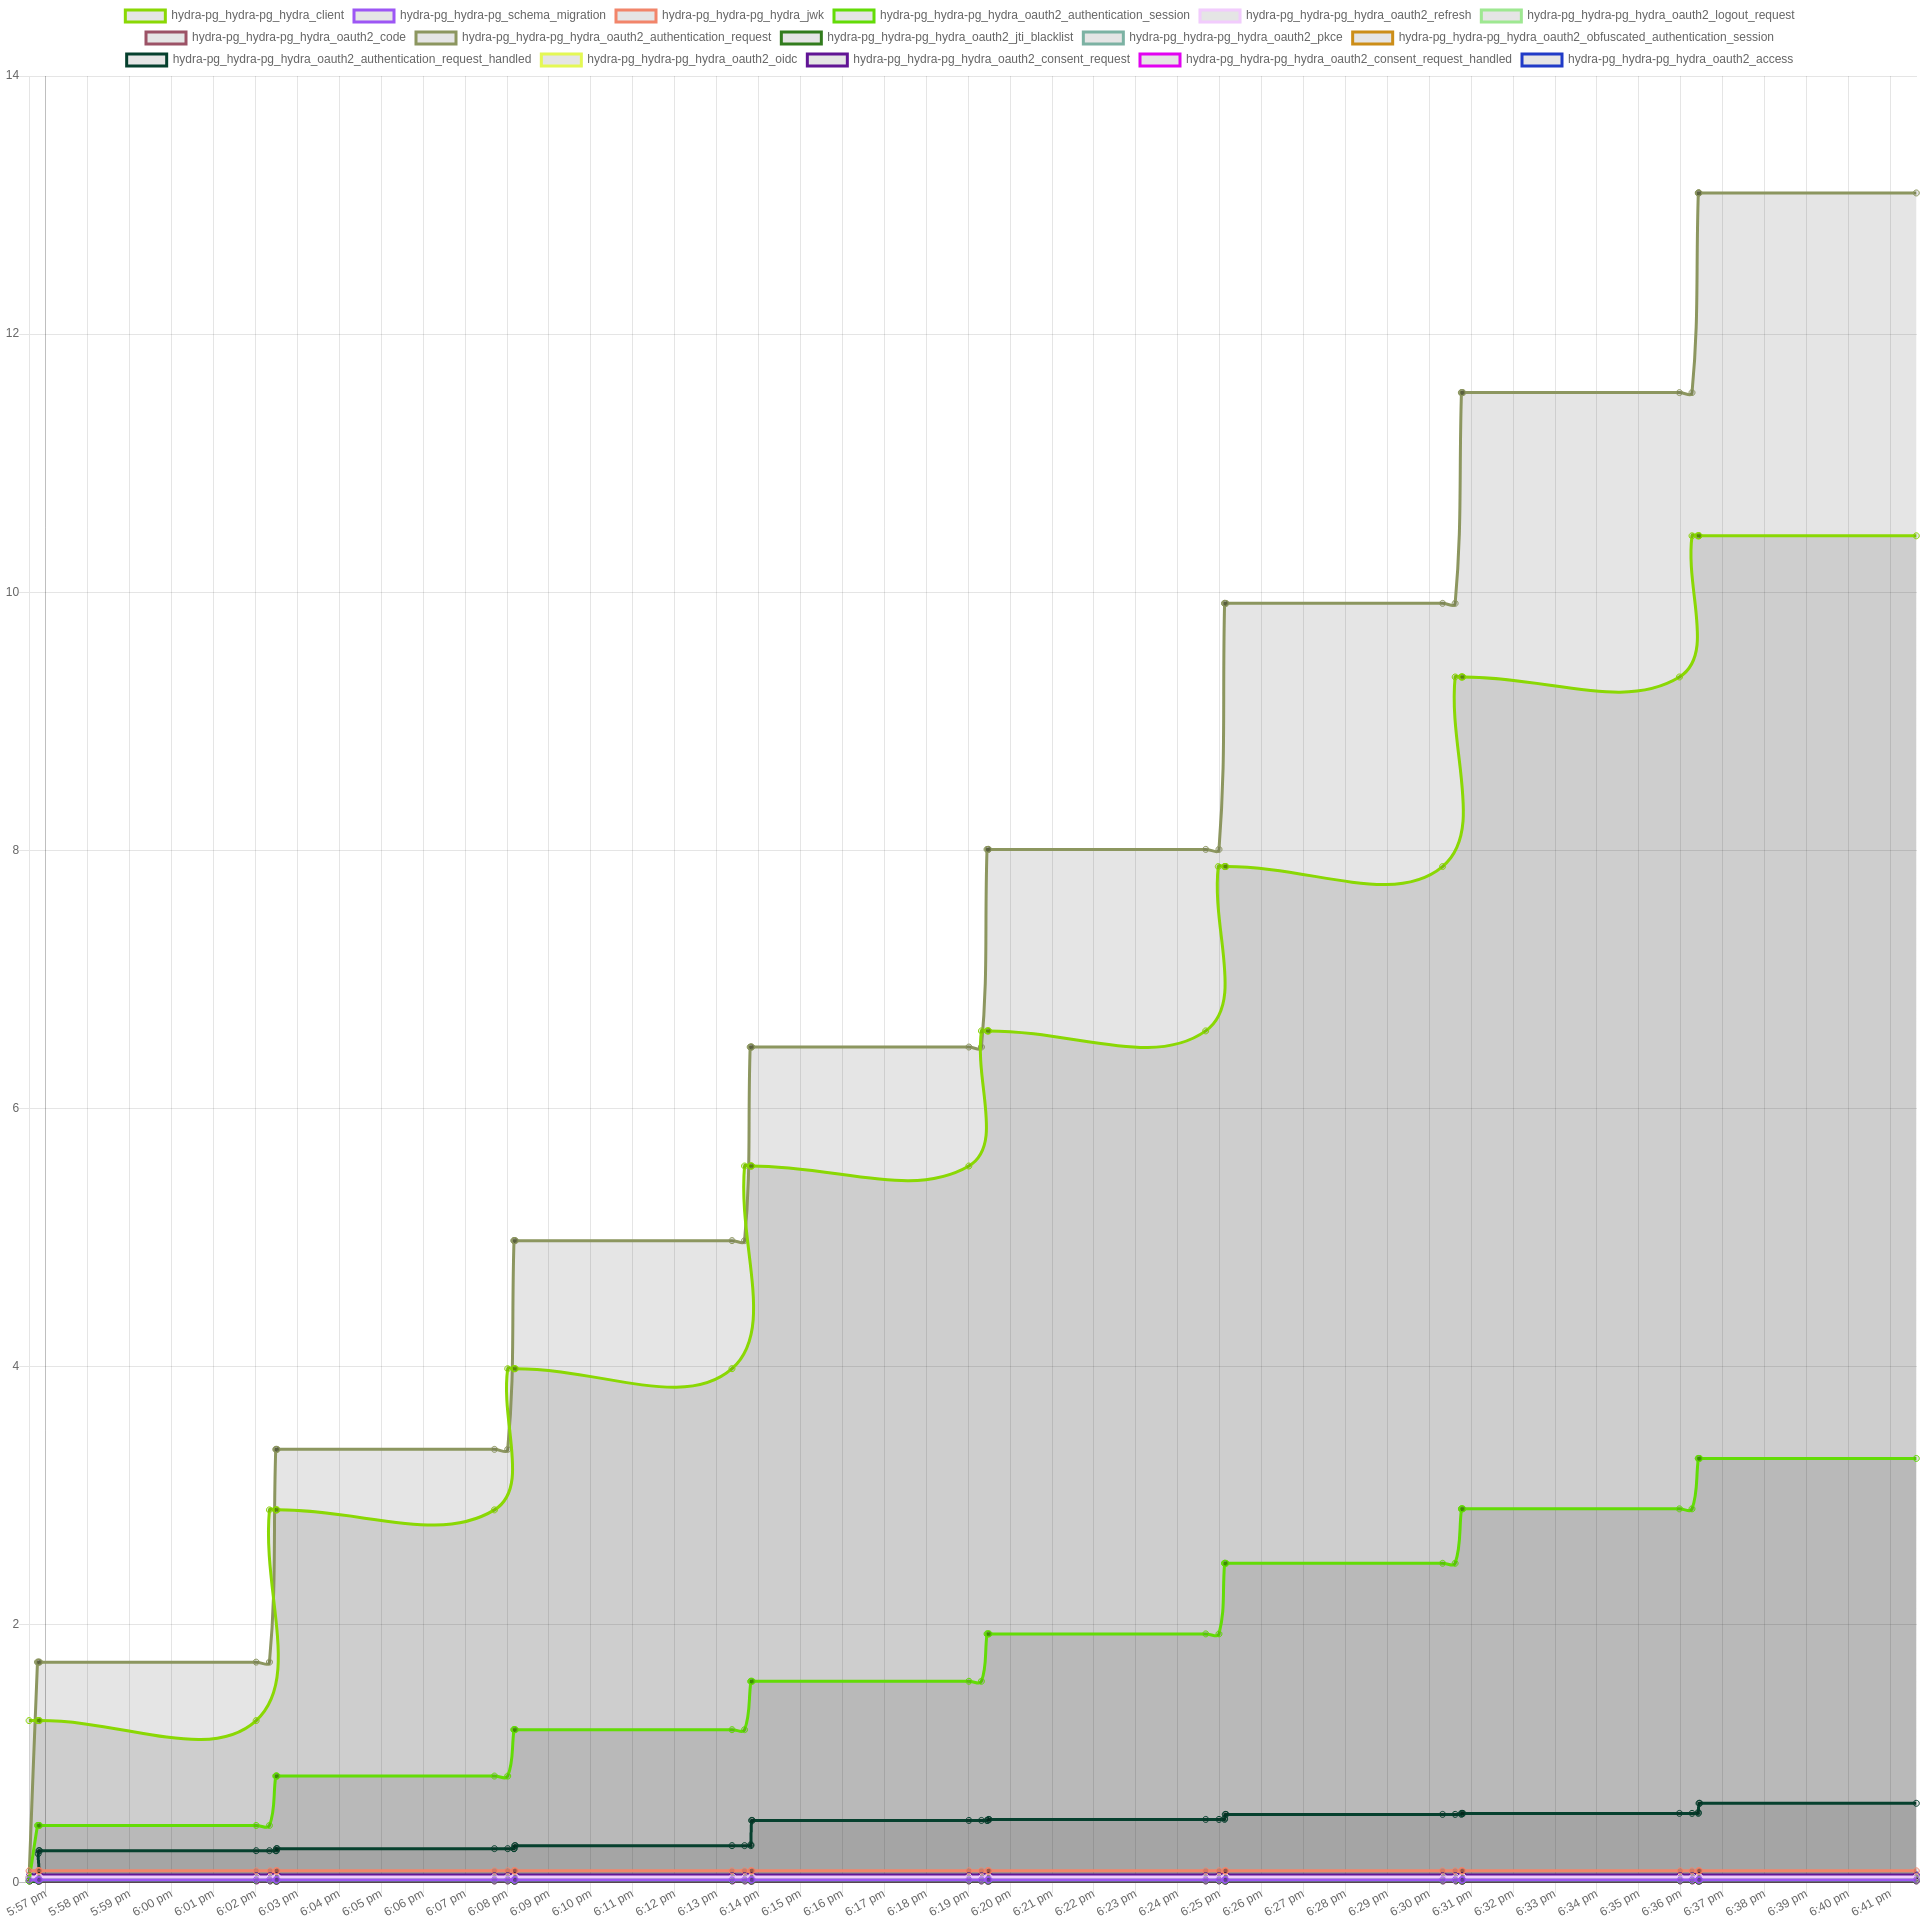 hydra-pg_hydra-pg_hydra_client hydra-pg_hydra-pg_schema_migration hydra-pg_hydra-pg_hydra_jwk hydra-pg_hydra-pg_hydra_oauth2_authentication_session hydra-pg_hydra-pg_hydra_oauth2_refresh hydra-pg_hydra-pg_hydra_oauth2_logout_request
hydra-pg_hydra-pg_hydra_oauth2_code hydra-pg_hydra-pg_hydra_oauth2_authentication_request hydra-pg_hydra-pg_hydra_oauth2_jti_blacklist hydra-pg_hydra-pg_hydra_oauth2_pkce hydra-pg_hydra-pg_hydra_oauth2_obfuscated_authentication_session
hydra-pg_hydra-pg_hydra_oauth2_authentication_request_handled hydra-pg_hydra-pg_hydra_oauth2_oidc hydra-pg_hydra-pg_hydra_oauth2_consent_request hydra-pg_hydra-pg_hydra_oauth2_consent_request_handled hydra-pg_hydra-pg_hydra_oauth2_access
14
12
10
8
6
4
2
0
5:57 pm 5:58 pm 5:59 pm 6:00 pm 6:01 pm 6:02 pm 6:03 pm 6:04 pm 6:05 pm 6:06 pm 6:07 pm 6:08 pm 6:09 pm 6:10 pm 6:11 pm 6:12 pm 6:13 pm 6:14 pm 6:15 pm 6:16 pm 6:17 pm 6:18 pm 6:19 pm 6:20 pm 6:21 pm 6:22 pm 6:23 pm 6:24 pm 6:25 pm 6:26 pm 6:27 pm 6:28 pm 6:29 pm 6:30 pm 6:31 pm 6:32 pm 6:33 pm 6:34 pm 6:35 pm 6:36 pm 6:37 pm 6:38 pm 6:39 pm 6:40 pm 6:41 pm